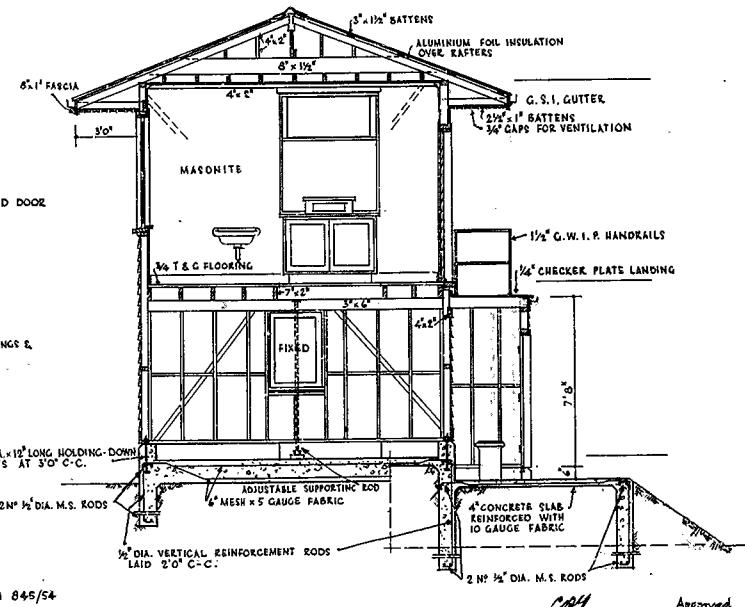 3" x 1½" BATTENS
4" x 2"
ALUMINIUM FOIL INSULATION
OVER RAFTERS
8" x 1½"
8" x 1" FASCIA
4" x 2"
G.S.I. GUTTER
2½" x 1" BATTENS
¾" GAPS FOR VENTILATION
3'0"
MASONITE
D DOOR
1½" G.W.I.P. HANDRAILS
¾ T & G FLOORING
¼" CHECKER PLATE LANDING
7" x 2"
3" x 6"
4" x 2"
NGS &
FIXED
7'8"
A. x 12" LONG HOLDING-DOWN
S AT 3'0" C-C.
6"
ADJUSTABLE SUPPORTING ROD
6" MESH x 5 GAUGE FABRIC
2 Nº ½" DIA. M.S. RODS
4" CONCRETE SLAB
REINFORCED WITH
10 GAUGE FABRIC
½" DIA. VERTICAL REINFORCEMENT RODS
LAID 2'0" C-C.
2 Nº ½" DIA. M.S. RODS
845/54
COPY
Approved